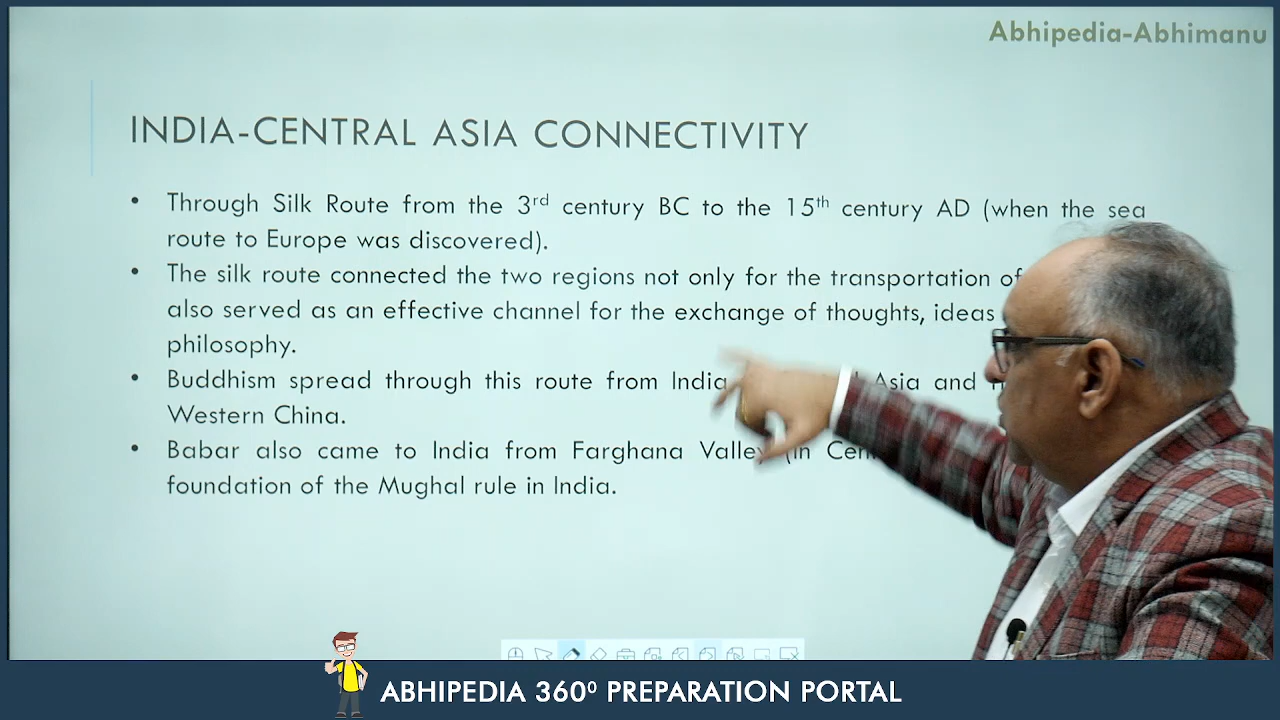 Abhipedia-Abhimanu
INDIA-CENTRAL ASIA CONNECTIVITY
• Through Silk Route from the 3rd century BC to the 15th century AD (when the sea
route to Europe was discovered).
• The silk route connected the two regions not only for the transportation of
also served as an effective channel for the exchange of thoughts, ideas
philosophy.
• Buddhism spread through this route from India Asia and
Western China.
• Babar also came to India from Farghana Valley (in
foundation of the Mughal rule in India.
ABHIPEDIA 360⁰ PREPARATION PORTAL